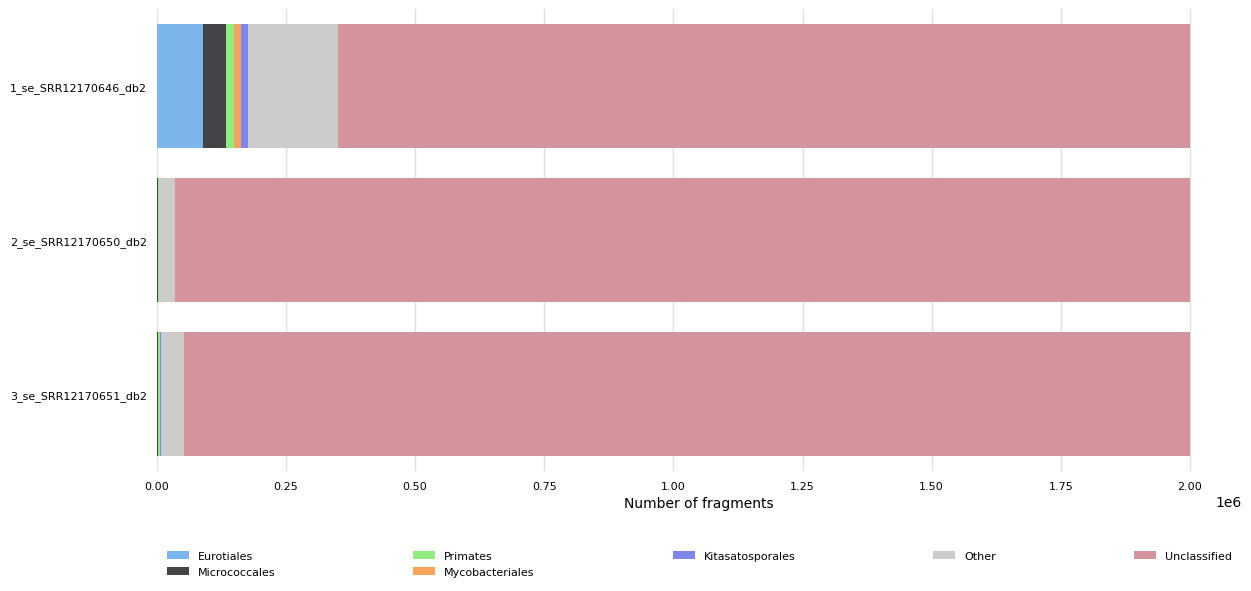 1_se_SRR12170646_db2
2_se_SRR12170650_db2
3_se_SRR12170651_db2
0.00 0.25 0.50 0.75 1.00 1.25 1.50 1.75 2.00
Number of fragments 1e6
Eurotiales Primates Kitasatosporales Other Unclassified
Micrococcales Mycobacteriales